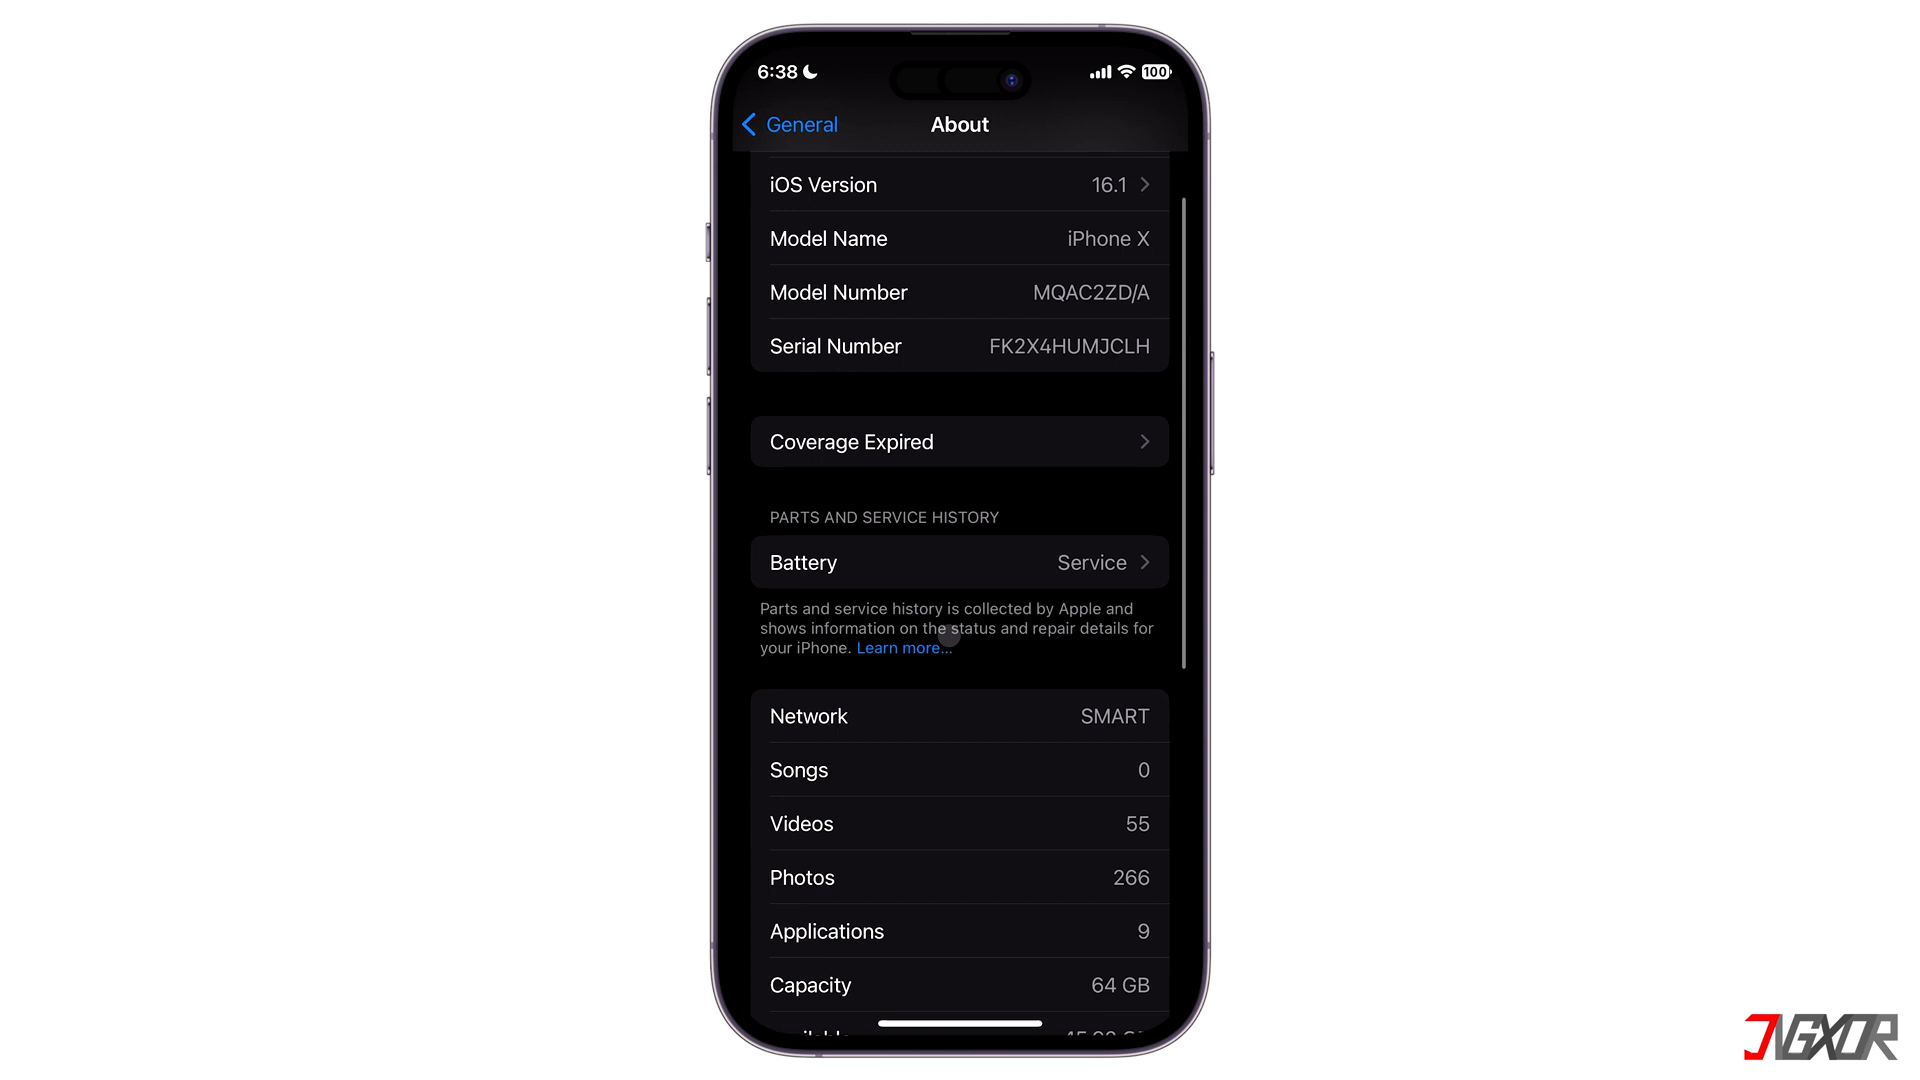 6:38
100
General
About
iOS Version 16.1
Model Name iPhone X
Model Number MQAC2ZD/A
Serial Number FK2X4HUMJCLH
Coverage Expired
PARTS AND SERVICE HISTORY
Battery Service
Parts and service history is collected by Apple and
shows information on the status and repair details for
your iPhone. Learn more...
Network SMART
Songs 0
Videos 55
Photos 266
Applications 9
Capacity 64 GB